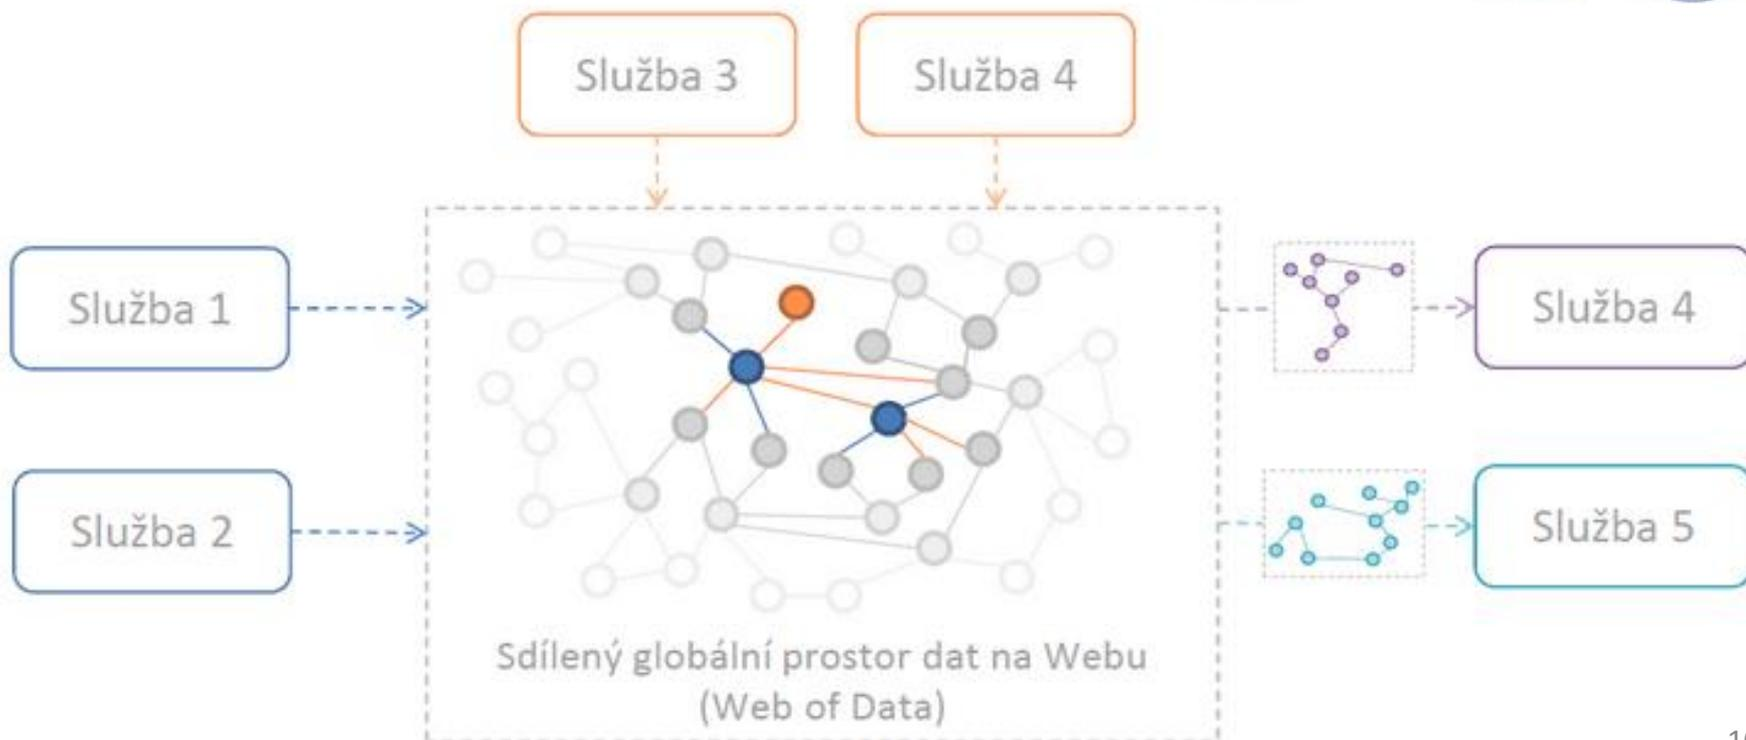 Služba 3
Služba 4
Služba 1
Služba 4
Služba 2
Služba 5
Sdílený globální prostor dat na Webu
(Web of Data)